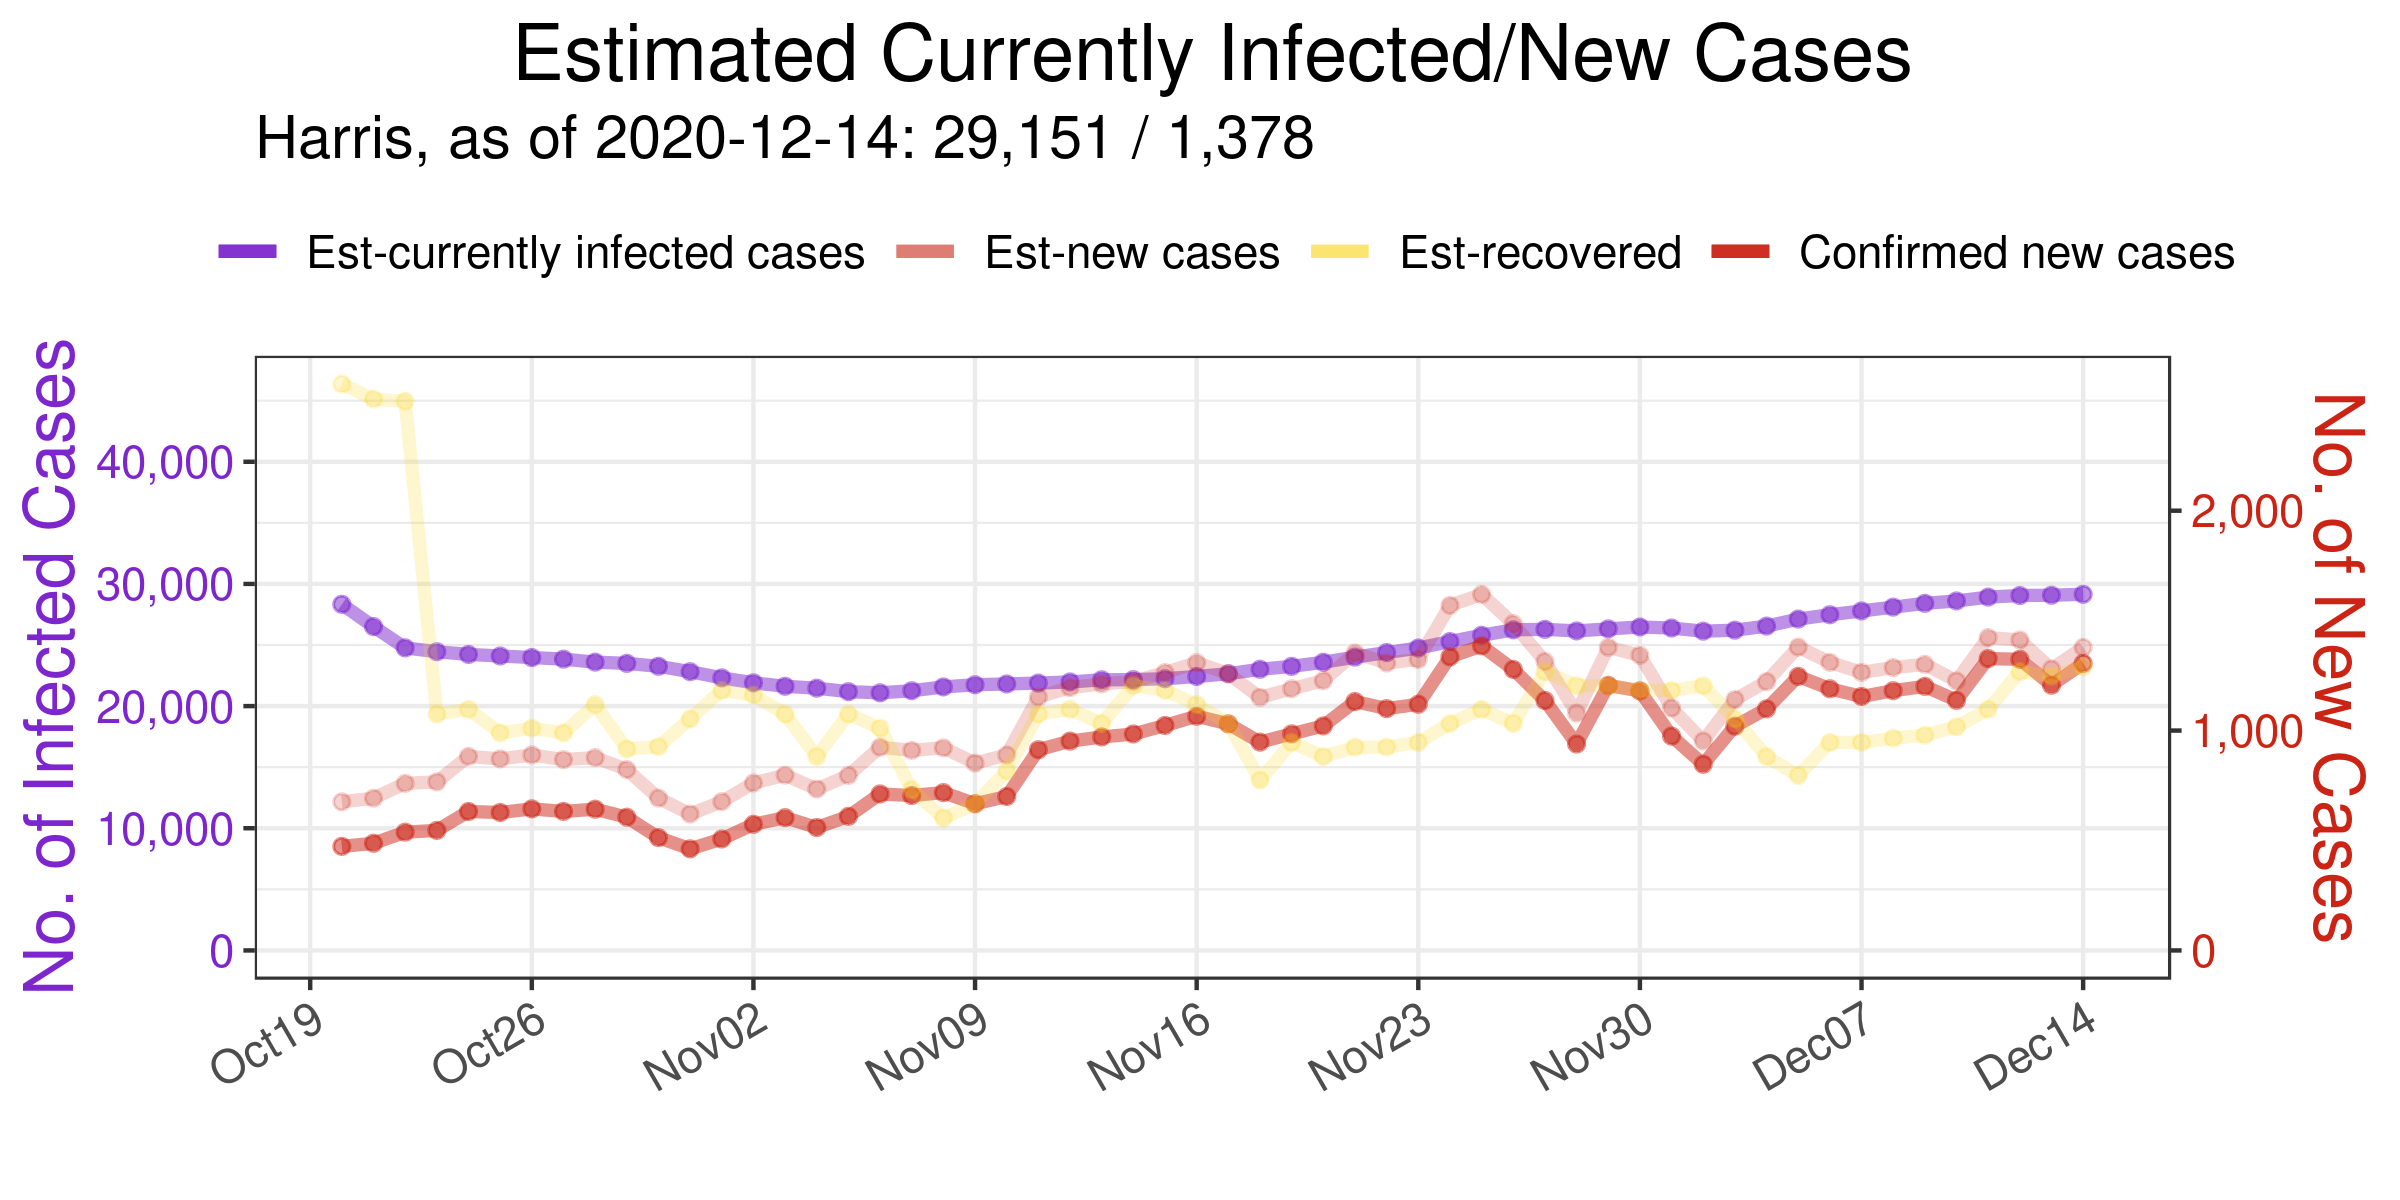 Estimated Currently Infected/New Cases
Harris, as of 2020-12-14: 29,151 / 1,378
Est-currently infected cases Est-new cases Est-recovered Confirmed new cases
No. of Infected Cases
40,000
30,000
20,000
10,000
0
2,000
1,000
0
No. of New Cases
Oct19 Oct26 Nov02 Nov09 Nov16 Nov23 Nov30 Dec07 Dec14